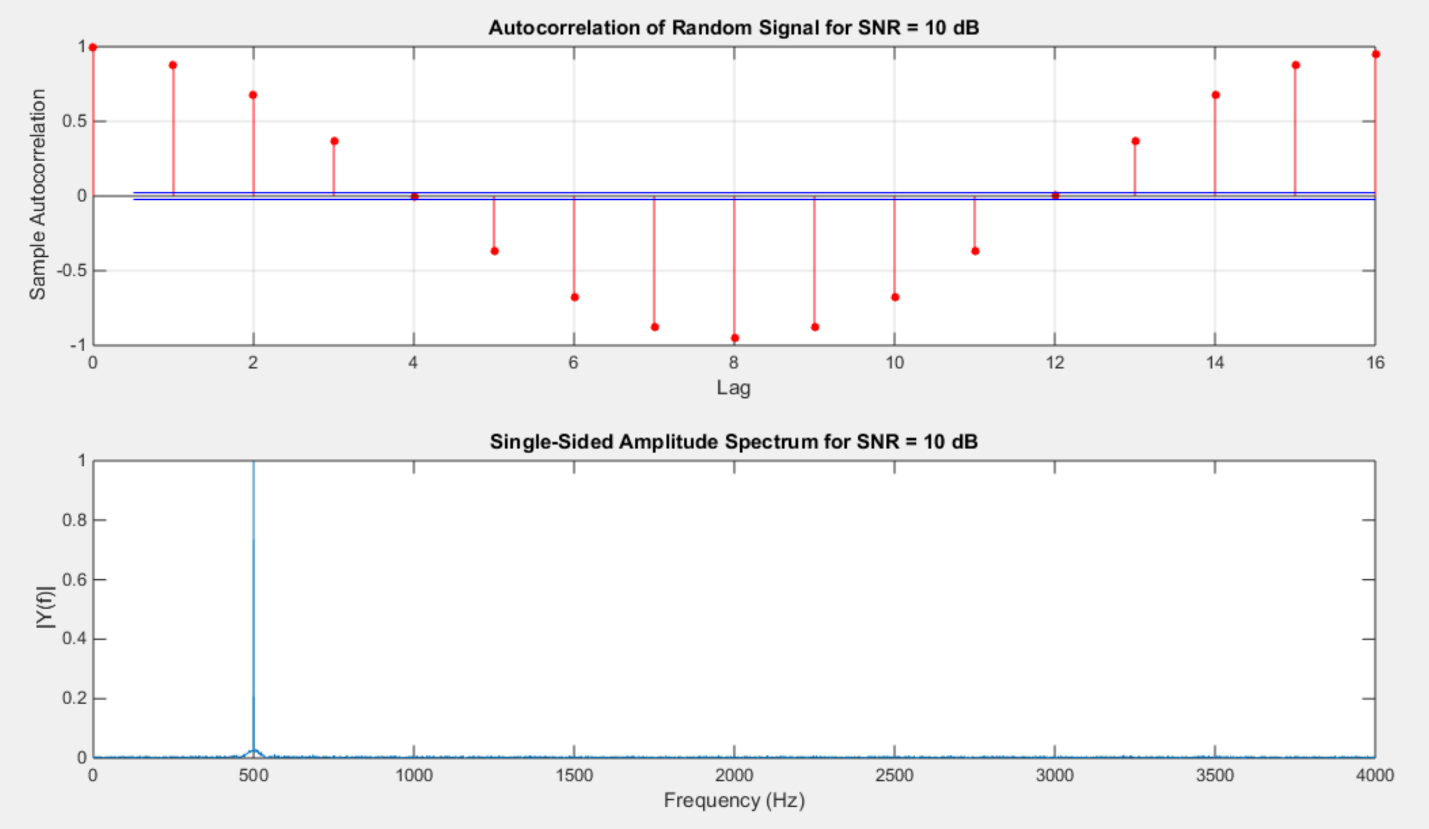 Autocorrelation of Random Signal for SNR = 10 dB
1
0.5
0
-0.5
-1
Sample Autocorrelation
0 2 4 6 8 10 12 14 16
Lag
Single-Sided Amplitude Spectrum for SNR = 10 dB
1
0.8
0.6
0.4
0.2
0
|Y(f)|
0 500 1000 1500 2000 2500 3000 3500 4000
Frequency (Hz)